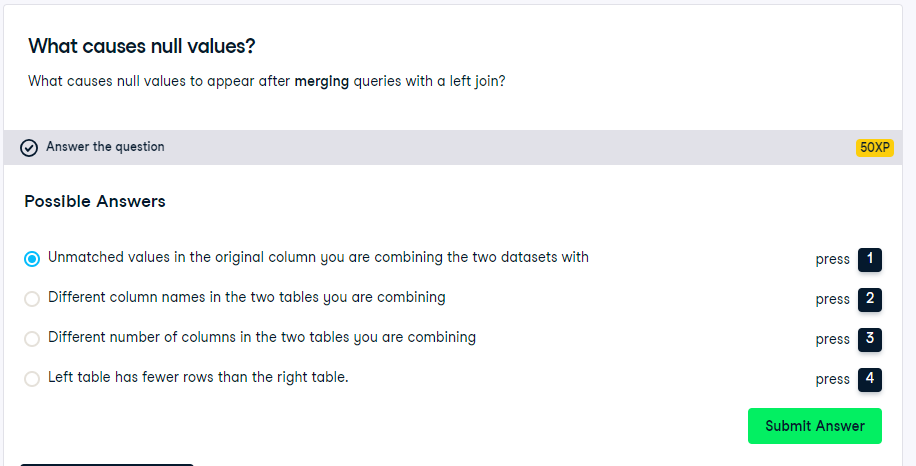 What causes null values?
What causes null values to appear after merging queries with a left join?
Answer the question
50XP
Possible Answers
Unmatched values in the original column you are combining the two datasets with
press 1
Different column names in the two tables you are combining
press 2
Different number of columns in the two tables you are combining
press 3
Left table has fewer rows than the right table.
press 4
Submit Answer